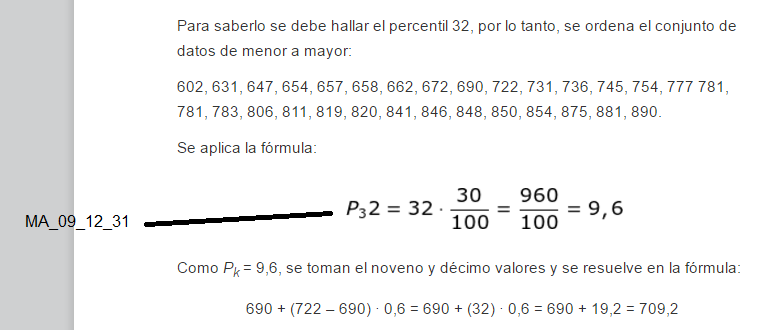 Para saberlo se debe hallar el percentil 32, por lo tanto, se ordena el conjunto de
datos de menor a mayor:
602, 631, 647, 654, 657, 658, 662, 672, 690, 722, 731, 736, 745, 754, 777 781,
781, 783, 806, 811, 819, 820, 841, 846, 848, 850, 854, 875, 881, 890.
Se aplica la fórmula:
P₃2 = 32 · 30/100 = 960/100 = 9,6
MA_09_12_31
Como Pₖ = 9,6, se toman el noveno y décimo valores y se resuelve en la fórmula:
690 + (722 – 690) · 0,6 = 690 + (32) · 0,6 = 690 + 19,2 = 709,2